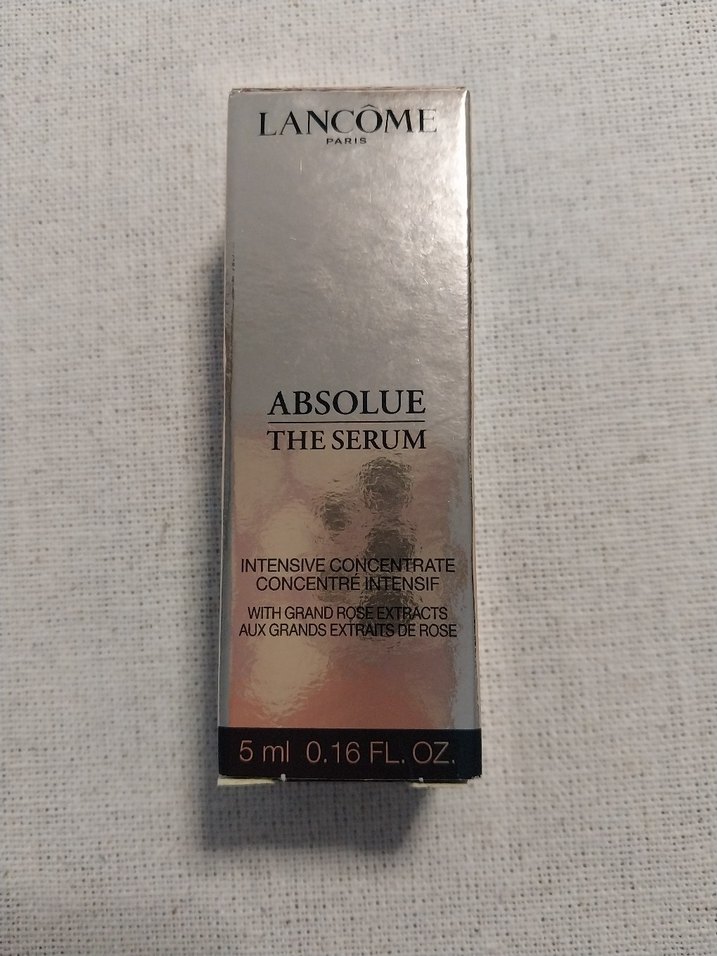 LANCÔME
PARIS
ABSOLUE
THE SERUM
INTENSIVE CONCENTRATE
CONCENTRÉ INTENSIF
WITH GRAND ROSE EXTRACTS
AUX GRANDS EXTRAITS DE ROSE
5 ml 0.16 FL. OZ.